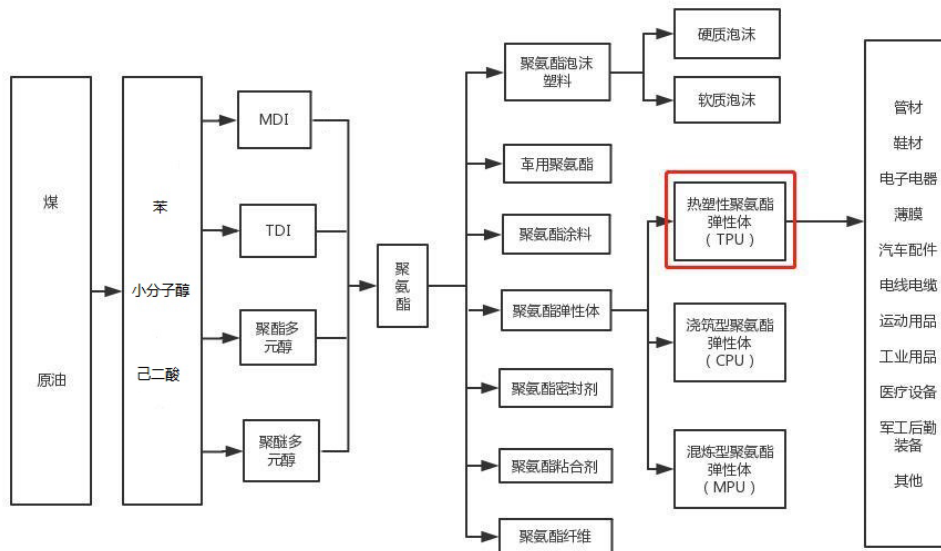 煤
原油
苯
小分子醇
己二酸
MDI
TDI
聚酯多
元醇
聚醚多
元醇
聚
氨
酯
聚氨酯泡沫
塑料
革用聚氨酯
聚氨酯涂料
聚氨酯弹性体
聚氨酯密封剂
聚氨酯粘合剂
聚氨酯纤维
硬质泡沫
软质泡沫
热塑性聚氨酯
弹性体
（TPU）
浇筑型聚氨酯
弹性体
（CPU）
混炼型聚氨酯
弹性体
（MPU）
管材
鞋材
电子电器
薄膜
汽车配件
电线电缆
运动用品
工业用品
医疗设备
军工后勤
装备
其他